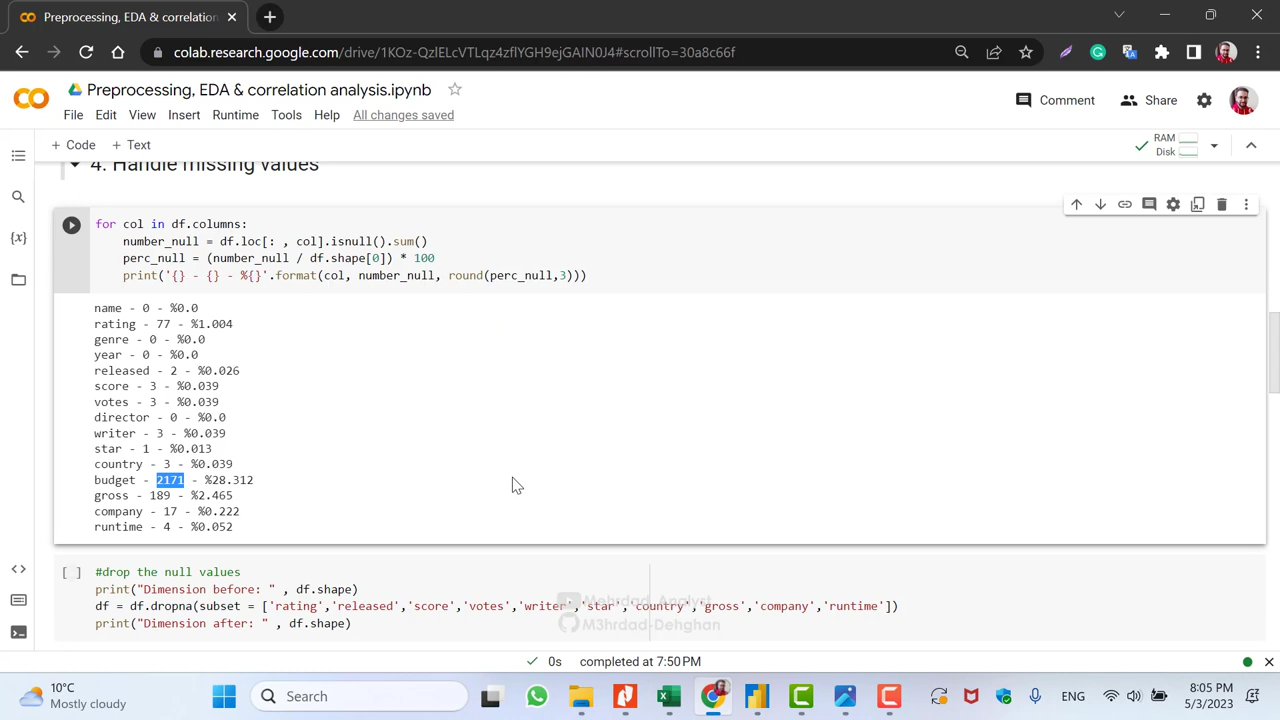 Preprocessing, EDA & correlation
colab.research.google.com/drive/1KOz-QzlELcVTLqz4zflYGH9ejGAIN0J4#scrollTo=30a8c66f
Preprocessing, EDA & correlation analysis.ipynb
File Edit View Insert Runtime Tools Help All changes saved
Comment Share
+ Code + Text
RAM
Disk
4. Handle missing values
for col in df.columns:
number_null = df.loc[: , col].isnull().sum()
perc_null = (number_null / df.shape[0]) * 100
print('{} - {} - %{}'.format(col, number_null, round(perc_null,3)))
name - 0 - %0.0
rating - 77 - %1.004
genre - 0 - %0.0
year - 0 - %0.0
released - 2 - %0.026
score - 3 - %0.039
votes - 3 - %0.039
director - 0 - %0.0
writer - 3 - %0.039
star - 1 - %0.013
country - 3 - %0.039
budget - 2171 - %28.312
gross - 189 - %2.465
company - 17 - %0.222
runtime - 4 - %0.052
[ ] #drop the null values
print("Dimension before: " , df.shape)
df = df.dropna(subset = ['rating','released','score','votes','writer','star','country','gross','company','runtime'])
print("Dimension after: " , df.shape)
Mehrdad_Analyst
M3hrdad-Dehghan
0s completed at 7:50 PM
10°C
Mostly cloudy
Search
ENG
8:05 PM
5/3/2023